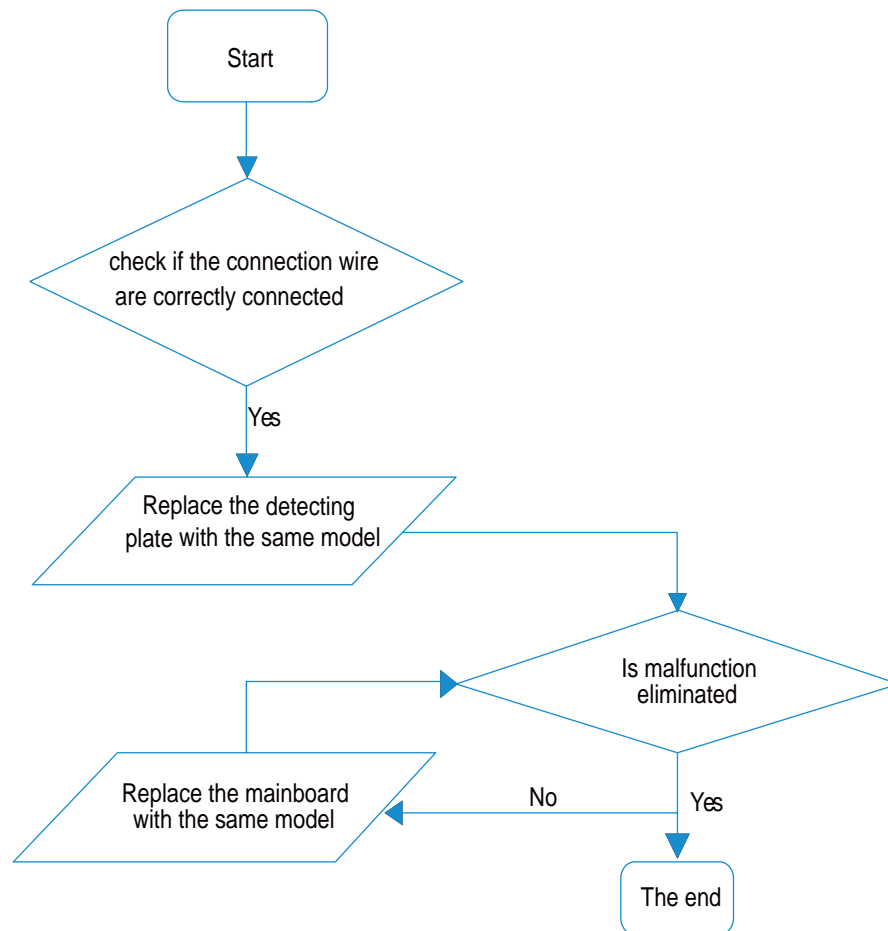 Start
check if the connection wire
are correctly connected
Yes
Replace the detecting
plate with the same model
Is malfunction
eliminated
Replace the mainboard
with the same model
No
Yes
The end